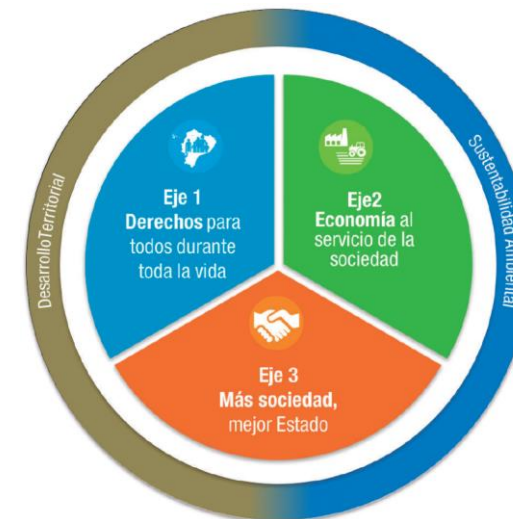 Desarrollo Territorial
Eje 1
Derechos para
todos durante
toda la vida
Eje2
Economía al
servicio de la
sociedad
Eje 3
Más sociedad,
mejor Estado
Sustentabilidad Ambiental